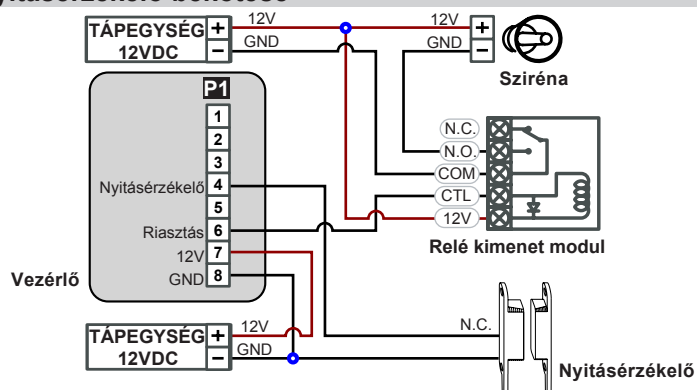 TÁPEGYSÉG + 12V 12V +
12VDC − GND GND −
Sziréna
P1
1
2
3
Nyitásérzékelő 4
5
Riasztás 6
12V 7
GND 8
Vezérlő
N.C.
N.O.
COM
CTL
12V
Relé kimenet modul
TÁPEGYSÉG + 12V
12VDC − GND
N.C.
Nyitásérzékelő